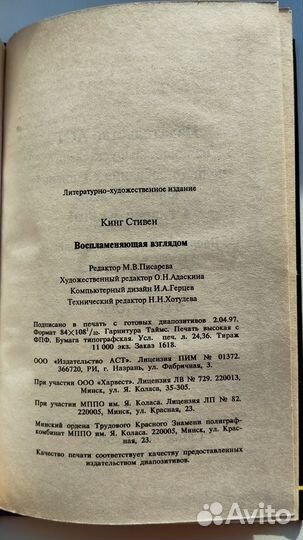 Литературно-художественное издание
Кинг Стивен
Воспламеняющая взглядом
Редактор М.В.Писарева
Художественный редактор О.Н.Адаскина
Компьютерный дизайн И.А.Герцев
Технический редактор Н.Н.Хотулева
Подписано в печать с готовых диапозитивов 2.04.97.
Формат 84×108¹/₃₂. Гарнитура Таймс. Печать высокая с
ФПФ. Бумага типографская. Усл. печ. л. 24,36. Тираж
11 000 экз. Заказ 1618.
ООО «Издательство АСТ». Лицензия ПИМ № 01372.
366720, РИ, г. Назрань, ул. Фабричная, 3.
При участии ООО «Харвест». Лицензия ЛВ № 729. 220013,
Минск, ул. Я. Коласа, 35-305.
При участии МППО им. Я. Коласа. Лицензия ЛП № 82.
220005, Минск, ул. Красная, 23.
Минский ордена Трудового Красного Знамени полиграф-
комбинат МППО им. Я. Коласа. 220005, Минск, ул. Крас-
ная, 23.
Качество печати соответствует качеству предоставленных
издательством диапозитивов.
Avito